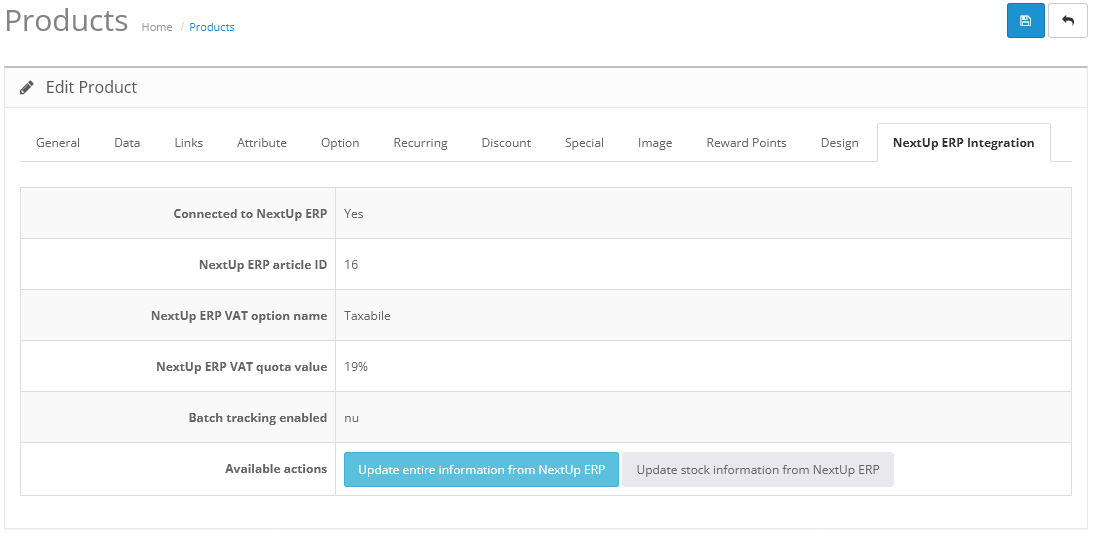 Products Home / Products
Edit Product
General Data Links Attribute Option Recurring Discount Special Image Reward Points Design NextUp ERP Integration
Connected to NextUp ERP Yes
NextUp ERP article ID 16
NextUp ERP VAT option name Taxabile
NextUp ERP VAT quota value 19%
Batch tracking enabled nu
Available actions Update entire information from NextUp ERP Update stock information from NextUp ERP